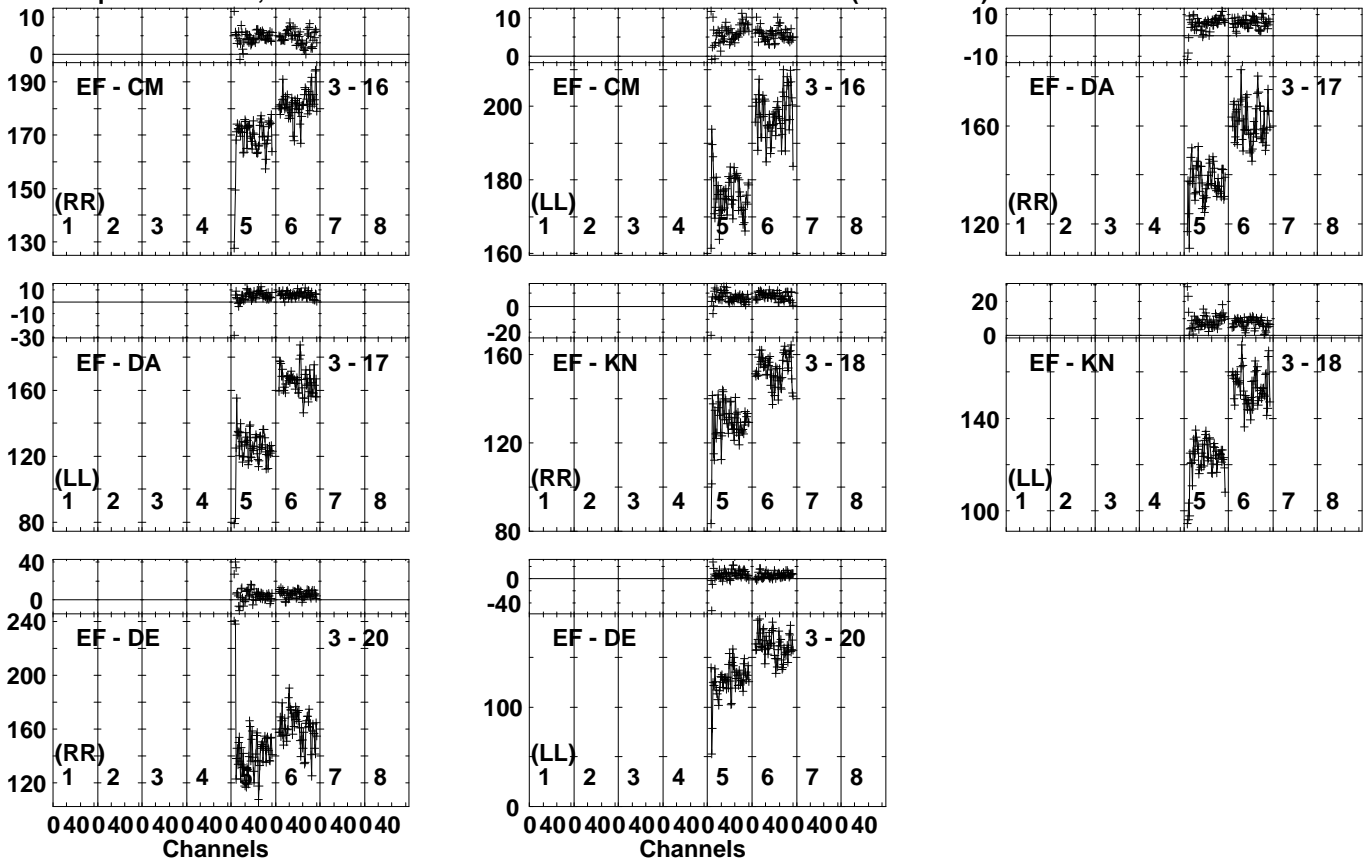 10
0
190
170
150
130
EF - CM 3 - 16
(RR)
1 2 3 4 5 6 7 8
10
0
200
180
160
EF - CM 3 - 16
(LL)
1 2 3 4 5 6 7 8
10
-10
160
120
EF - DA 3 - 17
(RR)
1 2 3 4 5 6 7 8
10
-10
-30
160
120
80
EF - DA 3 - 17
(LL)
1 2 3 4 5 6 7 8
0
-20
160
120
80
EF - KN 3 - 18
(RR)
1 2 3 4 5 6 7 8
20
0
140
100
EF - KN 3 - 18
(LL)
1 2 3 4 5 6 7 8
40
0
240
200
160
120
EF - DE 3 - 20
(RR)
1 2 3 4 5 6 7 8
0
-40
100
0
EF - DE 3 - 20
(LL)
1 2 3 4 5 6 7 8
0 40 0 40 0 40 0 40 0 40 0 40 0 40 0 40
Channels
0 40 0 40 0 40 0 40 0 40 0 40 0 40 0 40
Channels